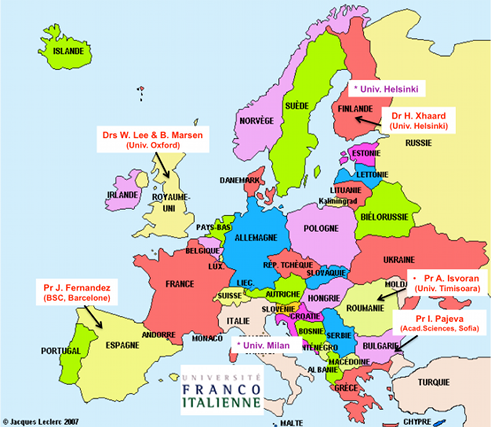 ISLANDE
* Univ. Helsinki
NORVÈGE
SUÈDE
FINLANDE
Dr H. Xhaard
(Univ. Helsinki)
RUSSIE
Drs W. Lee & B. Marsen
(Univ. Oxford)
ESTONIE
LETTONIE
DANEMARK
LITUANIE
Kaliningrad
IRLANDE
ROYAUME-
UNI
BIÉLORUSSIE
PAYS-BAS
ALLEMAGNE
POLOGNE
BELGIQUE
LUX.
RÉP. TCHÈQUE
UKRAINE
SLOVAQUIE
FRANCE
LIEC.
SUISSE
AUTRICHE
HONGRIE
MOLD
* Pr A. Isvoran
(Univ. Timisoara)
ROUMANIE
Pr J. Fernandez
(BSC, Barcelone)
SLOVÉNIE
CROATIE
ITALIE
BOSNIE
SERBIE
Pr I. Pajeva
(Acad.Sciences, Sofia)
MONACO
ANDORRE
* Univ. Milan
BULGARIE
PORTUGAL
ESPAGNE
MACÉDOINE
ALBANIE
TURQUIE
GRÈCE
UNIVERSITÉ
FRANCO
ITALIENNE
© Jacques Leclerc 2007
MALTE
CHYPRE